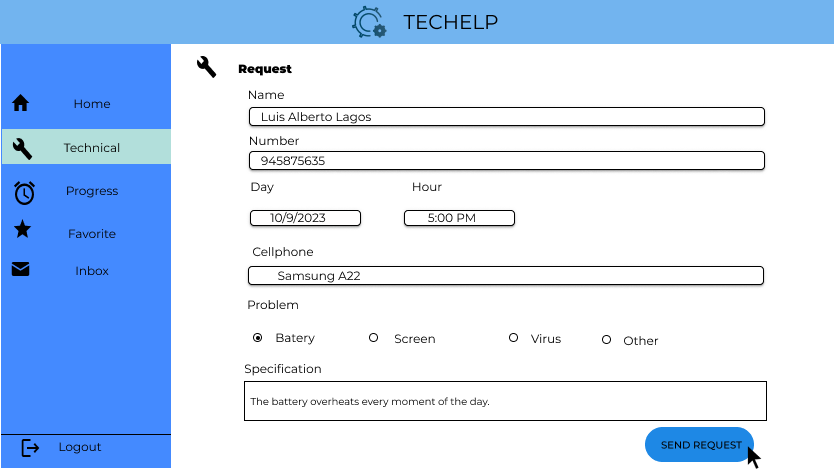 TECHELP
Home
Technical
Progress
Favorite
Inbox
Logout
Request
Name
Luis Alberto Lagos
Number
945875635
Day Hour
10/9/2023 5:00 PM
Cellphone
Samsung A22
Problem
Batery Screen Virus Other
Specification
The battery overheats every moment of the day.
SEND REQUEST